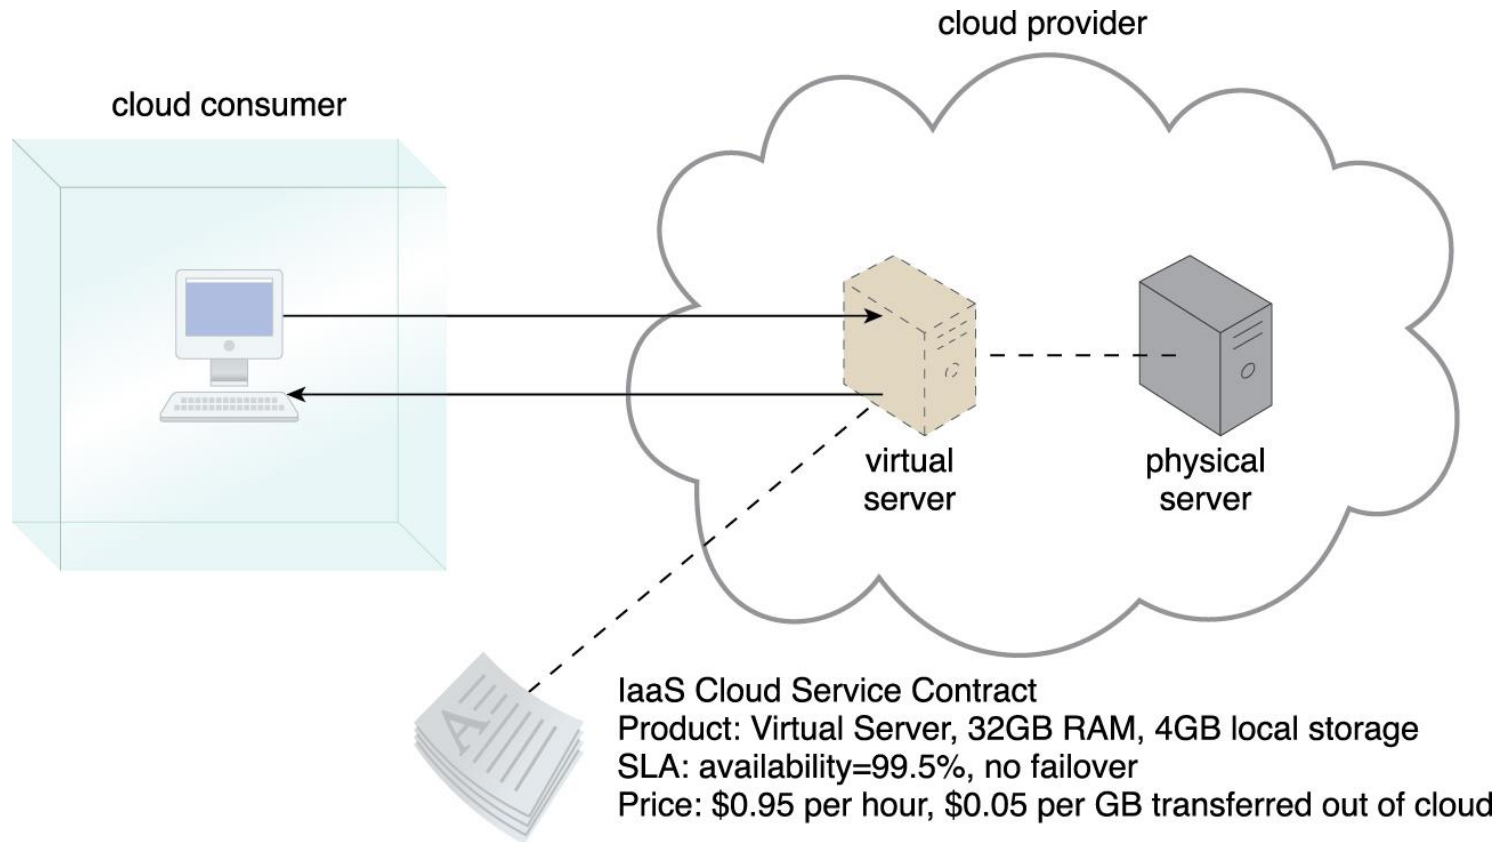 cloud provider
cloud consumer
virtual
server
physical
server
A
IaaS Cloud Service Contract
Product: Virtual Server, 32GB RAM, 4GB local storage
SLA: availability=99.5%, no failover
Price: $0.95 per hour, $0.05 per GB transferred out of cloud